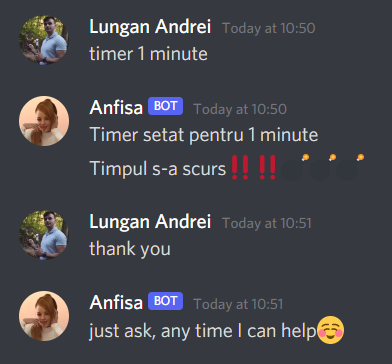 Lungan Andrei Today at 10:50
timer 1 minute
Anfisa BOT Today at 10:50
Timer setat pentru 1 minute
Timpul s-a scurs‼️‼️💣💣💣
Lungan Andrei Today at 10:51
thank you
Anfisa BOT Today at 10:51
just ask, any time I can help☺️